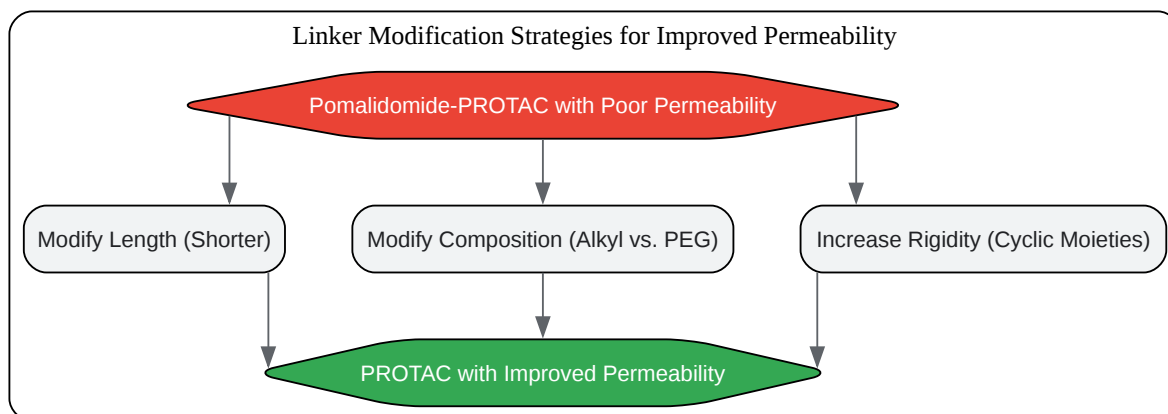 Linker Modification Strategies for Improved Permeability
Pomalidomide-PROTAC with Poor Permeability
Modify Length (Shorter)
Modify Composition (Alkyl vs. PEG)
Increase Rigidity (Cyclic Moieties)
PROTAC with Improved Permeability